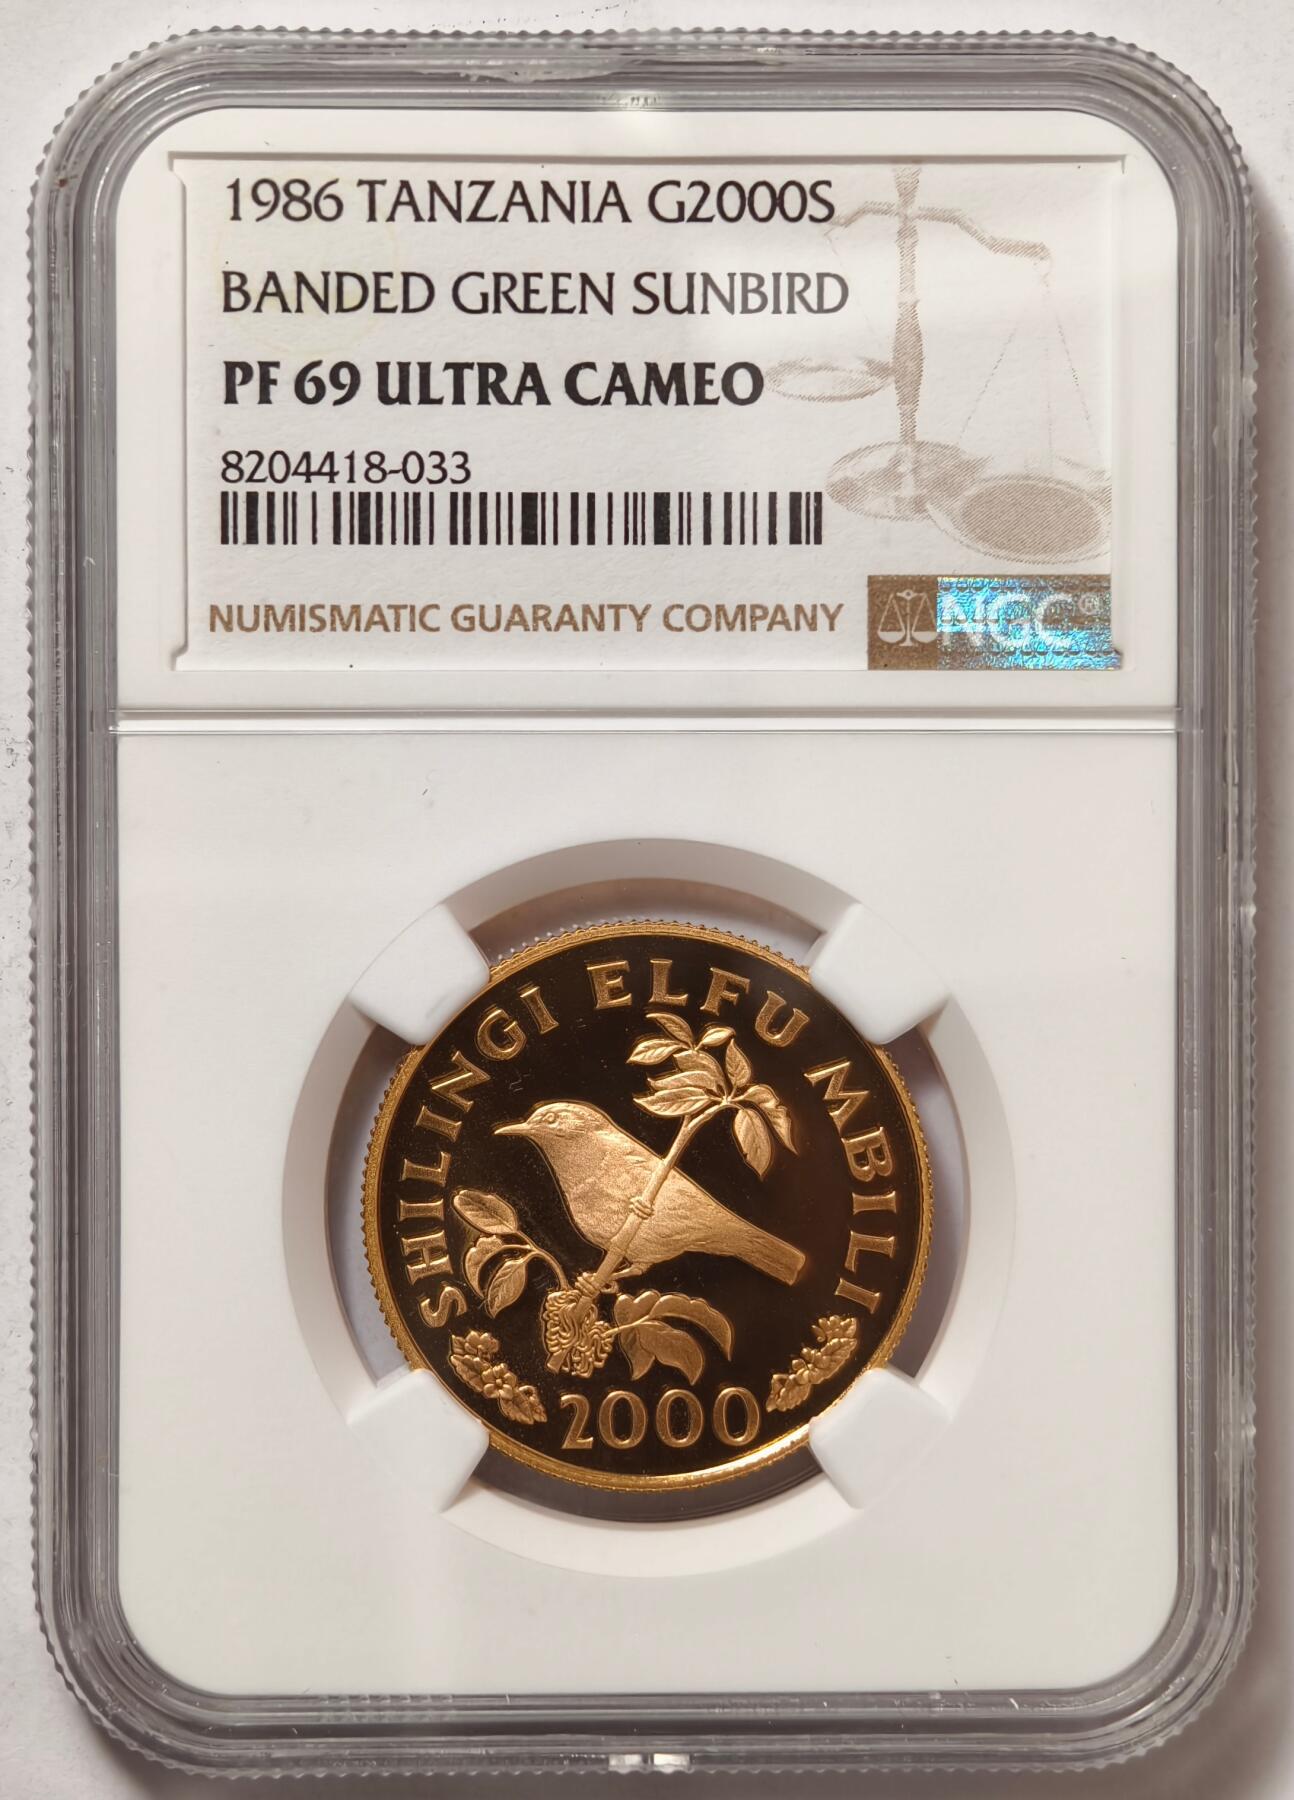 1986 TANZANIA G2000S
BANDED GREEN SUNBIRD
PF 69 ULTRA CAMEO
8204418-033
NUMISMATIC GUARANTY COMPANY
NGC®
SHILINGI ELFU MBILI
2000